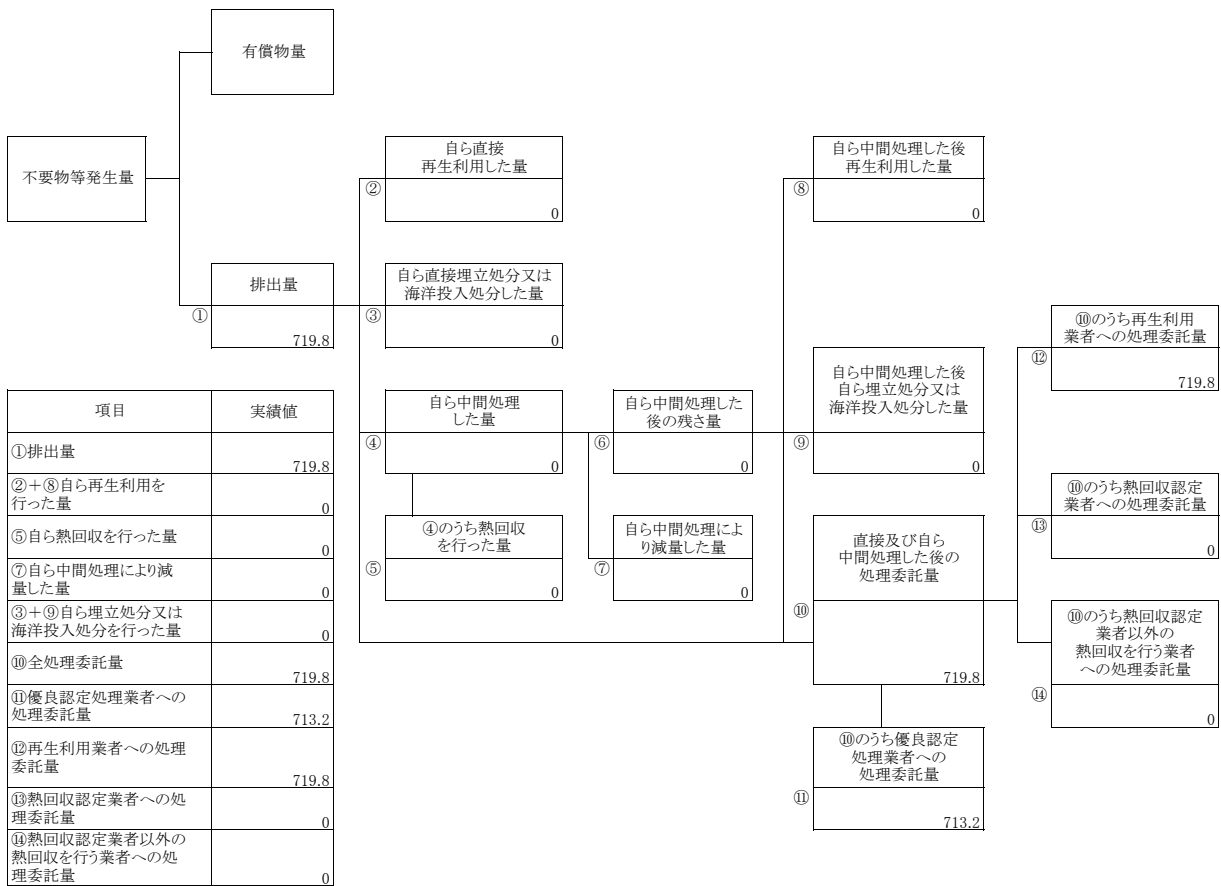 有償物量
不要物等発生量
排出量
①
719.8
自ら直接
再生利用した量
②
0
自ら直接埋立処分又は
海洋投入処分した量
③
0
自ら中間処理
した量
④
0
④のうち熱回収
を行った量
⑤
0
自ら中間処理した
後の残さ量
⑥
0
自ら中間処理によ
り減量した量
⑦
0
自ら中間処理した後
再生利用した量
⑧
0
自ら中間処理した後
自ら埋立処分又は
海洋投入処分した量
⑨
0
直接及び自ら
中間処理した後の
処理委託量
⑩
719.8
⑩のうち優良認定
処理業者への
処理委託量
⑪
713.2
⑩のうち再生利用
業者への処理委託量
⑫
719.8
⑩のうち熱回収認定
業者への処理委託量
⑬
0
⑩のうち熱回収認定
業者以外の
熱回収を行う業者
への処理委託量
⑭
0
項目 実績値
①排出量
719.8
②＋⑧自ら再生利用を
行った量
0
⑤自ら熱回収を行った量
0
⑦自ら中間処理により減
量した量
0
③＋⑨自ら埋立処分又は
海洋投入処分を行った量
0
⑩全処理委託量
719.8
⑪優良認定処理業者への
処理委託量
713.2
⑫再生利用業者への処理
委託量
719.8
⑬熱回収認定業者への処
理委託量
0
⑭熱回収認定業者以外の
熱回収を行う業者への処
理委託量
0